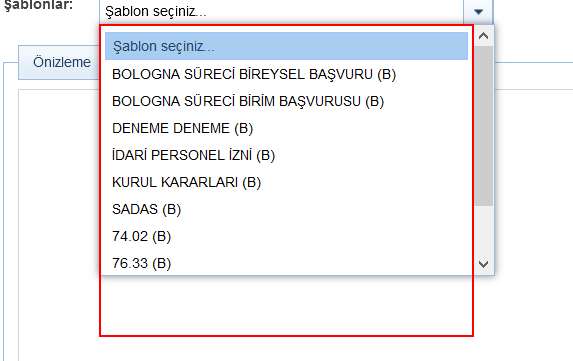 Şablonlar:
Şablon seçiniz...
Şablon seçiniz...
Önizleme
BOLOGNA SÜRECİ BİREYSEL BAŞVURU (B)
BOLOGNA SÜRECİ BİRİM BAŞVURUSU (B)
DENEME DENEME (B)
İDARİ PERSONEL İZNİ (B)
KURUL KARARLARI (B)
SADAS (B)
74.02 (B)
76.33 (B)